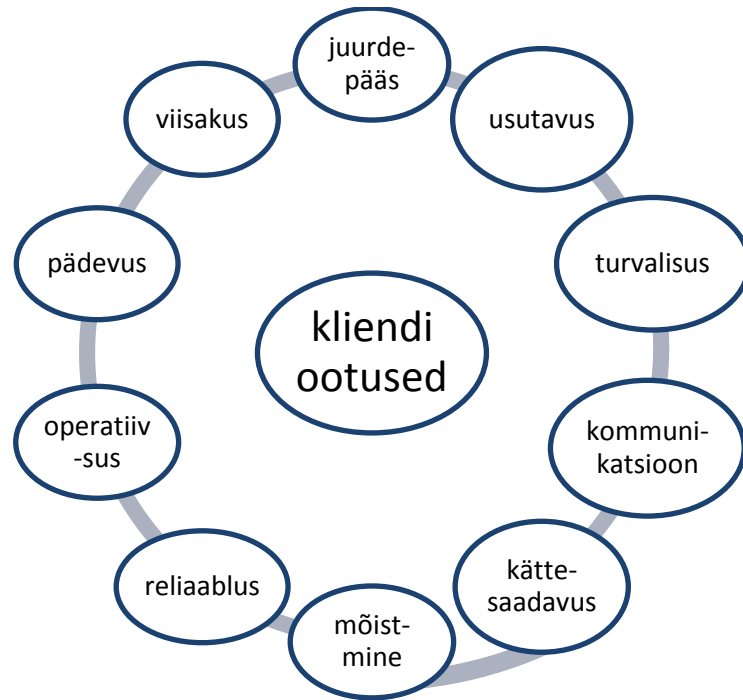 juurde-
pääs
usutavus
turvalisus
kommuni-
katsioon
kätte-
saadavus
mõist-
mine
reliaablus
operatiiv
-sus
pädevus
viisakus
kliendi
ootused